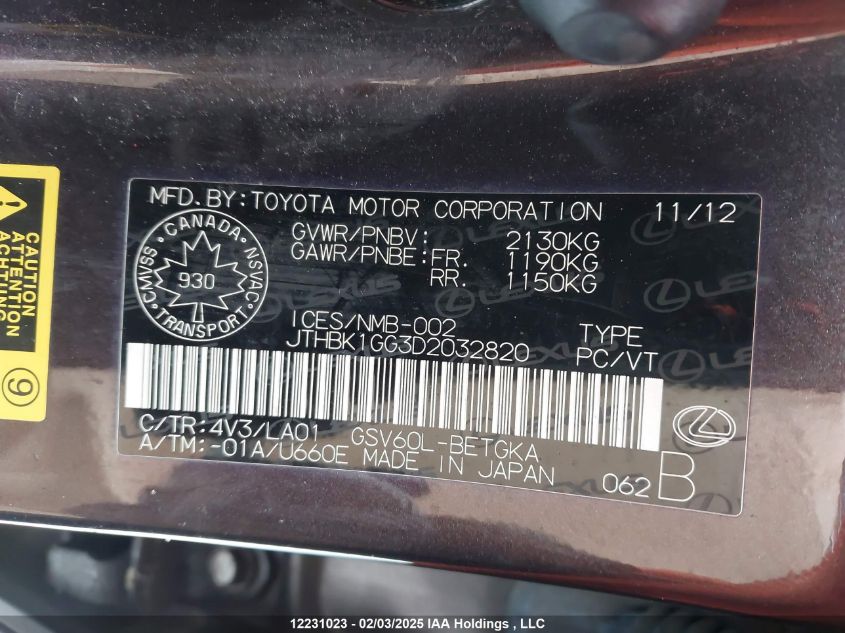 MFD.BY:TOYOTA MOTOR CORPORATION 11/12
GVWR/PNBV: 2130KG
GAWR/PNBE:FR. 1190KG
RR. 1150KG
CANADA
CMVSS NSVAC
930
TRANSPORT
ICES/NMB-002
JTHBK1GG3D2032820
TYPE
PC/VT
C/TR:4V3/LA01 GSV60L-BETGKA
A/TM:-01A/U660E MADE IN JAPAN
062 B
LEXUS
CAUTION
ATTENTION
ACHTUNG
9
12231023 - 02/03/2025 IAA Holdings , LLC